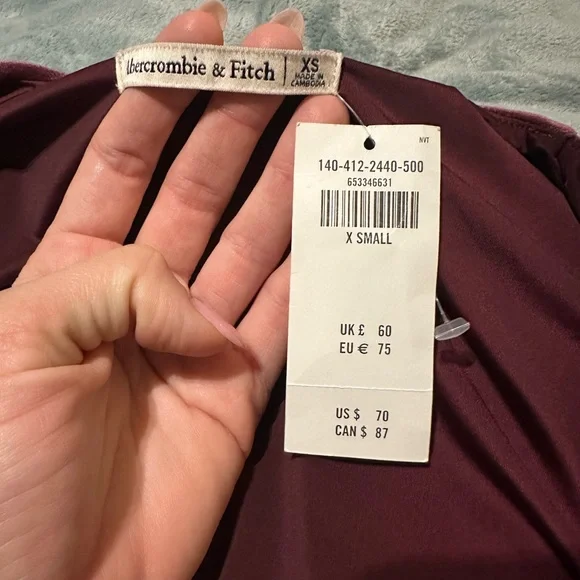 Abercrombie & Fitch
XS
MADE IN
CAMBODIA
NVT
140-412-2440-500
653346631
X SMALL
UK £ 60
EU € 75
US $ 70
CAN $ 87